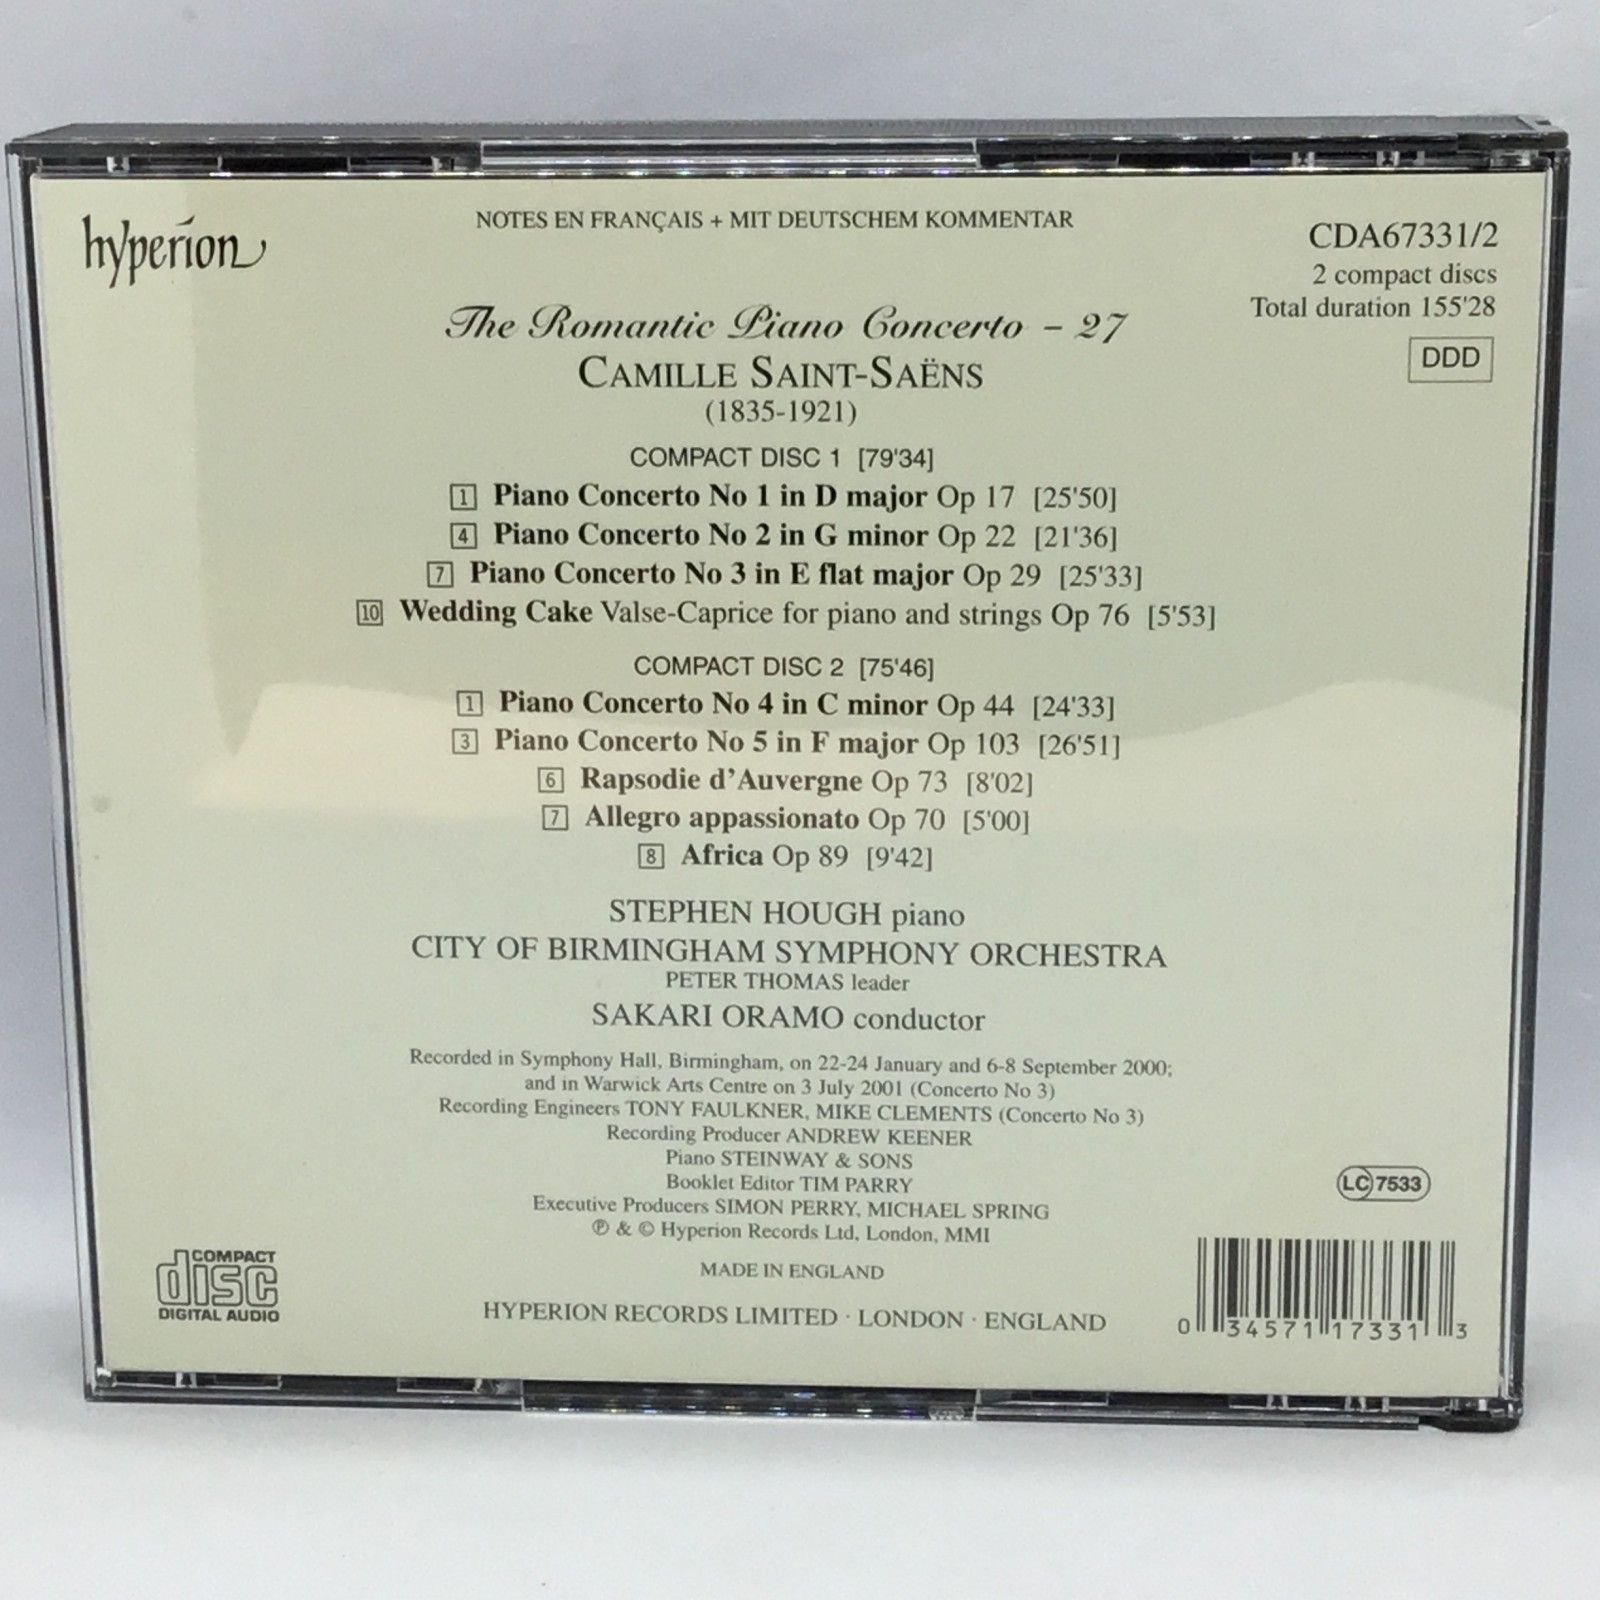 hyperion
NOTES EN FRANÇAIS + MIT DEUTSCHEM KOMMENTAR
CDA67331/2
2 compact discs
Total duration 155'28
DDD
The Romantic Piano Concerto – 27
CAMILLE SAINT-SAËNS
(1835-1921)
COMPACT DISC 1 [79'34]
1 Piano Concerto No 1 in D major Op 17 [25'50]
4 Piano Concerto No 2 in G minor Op 22 [21'36]
7 Piano Concerto No 3 in E flat major Op 29 [25'33]
10 Wedding Cake Valse-Caprice for piano and strings Op 76 [5'53]
COMPACT DISC 2 [75'46]
1 Piano Concerto No 4 in C minor Op 44 [24'33]
3 Piano Concerto No 5 in F major Op 103 [26'51]
6 Rapsodie d'Auvergne Op 73 [8'02]
7 Allegro appassionato Op 70 [5'00]
8 Africa Op 89 [9'42]
STEPHEN HOUGH piano
CITY OF BIRMINGHAM SYMPHONY ORCHESTRA
PETER THOMAS leader
SAKARI ORAMO conductor
Recorded in Symphony Hall, Birmingham, on 22-24 January and 6-8 September 2000;
and in Warwick Arts Centre on 3 July 2001 (Concerto No 3)
Recording Engineers TONY FAULKNER, MIKE CLEMENTS (Concerto No 3)
Recording Producer ANDREW KEENER
Piano STEINWAY & SONS
Booklet Editor TIM PARRY
Executive Producers SIMON PERRY, MICHAEL SPRING
℗ & © Hyperion Records Ltd, London, MMI
MADE IN ENGLAND
HYPERION RECORDS LIMITED · LONDON · ENGLAND
COMPACT
disc
DIGITAL AUDIO
LC 7533
0 34571 17331 3